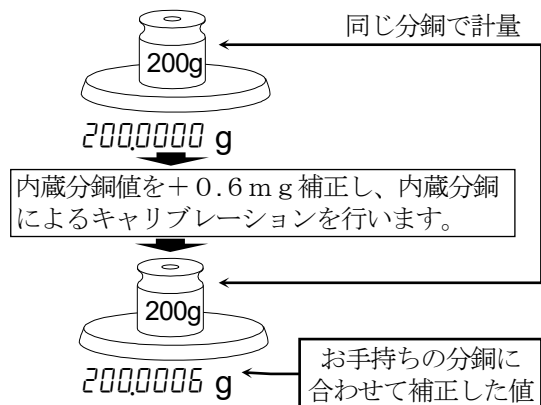 同じ分銅で計量
200g
200.0000 g
内蔵分銅値を＋0.6ｍｇ補正し、内蔵分銅
によるキャリブレーションを行います。
200g
200.0006 g
お手持ちの分銅に
合わせて補正した値